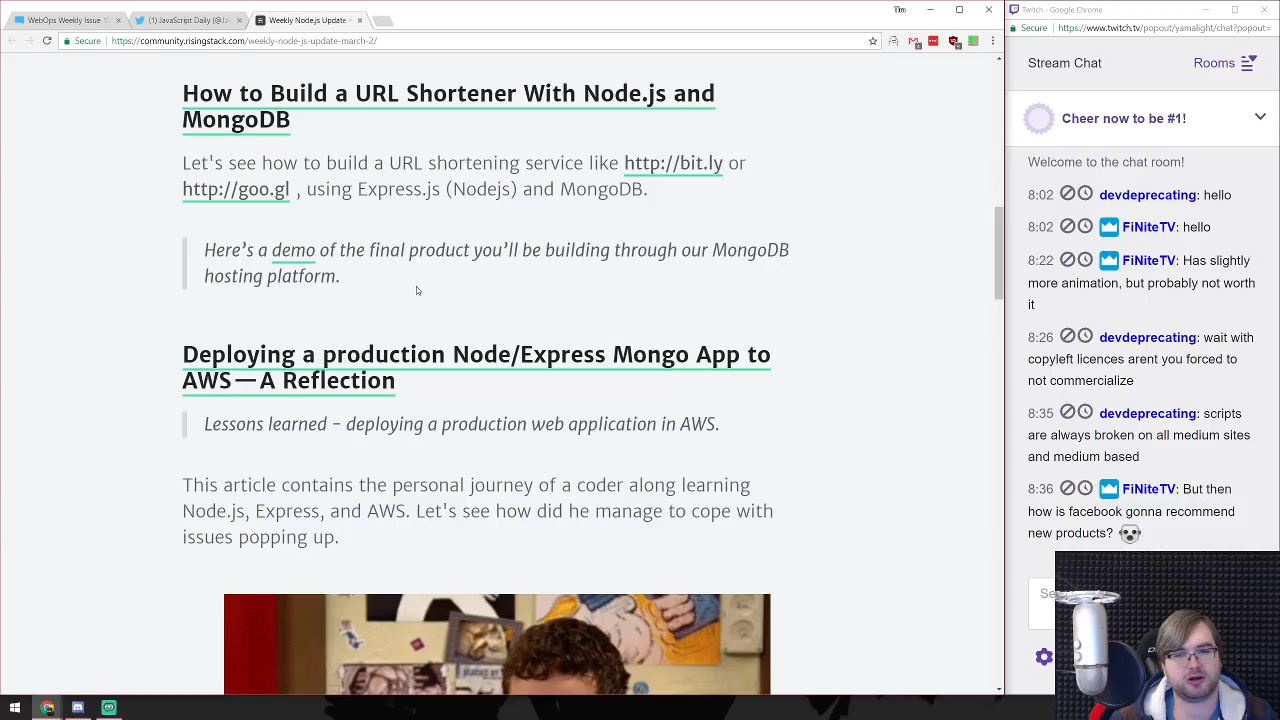 WebOps Weekly Issue 15
(1) JavaScript Daily (@Ja
Weekly Node.js Update -
Tim
Twitch - Google Chrome
Secure
https://community.risingstack.com/weekly-node-js-update-march-2/
Secure
https://www.twitch.tv/popout/yamalight/chat?popout=
How to Build a URL Shortener With Node.js and
MongoDB
Let's see how to build a URL shortening service like http://bit.ly or
http://goo.gl , using Express.js (Nodejs) and MongoDB.
Here's a demo of the final product you'll be building through our MongoDB
hosting platform.
Deploying a production Node/Express Mongo App to
AWS — A Reflection
Lessons learned - deploying a production web application in AWS.
This article contains the personal journey of a coder along learning
Node.js, Express, and AWS. Let's see how did he manage to cope with
issues popping up.
Stream Chat
Rooms
Cheer now to be #1!
Welcome to the chat room!
8:02 devdeprecating: hello
8:02 FiNiteTV: hello
8:22 FiNiteTV: Has slightly
more animation, but probably not worth
it
8:26 devdeprecating: wait with
copyleft licences arent you forced to
not commercialize
8:35 devdeprecating: scripts
are always broken on all medium sites
and medium based
8:36 FiNiteTV: But then
how is facebook gonna recommend
new products?